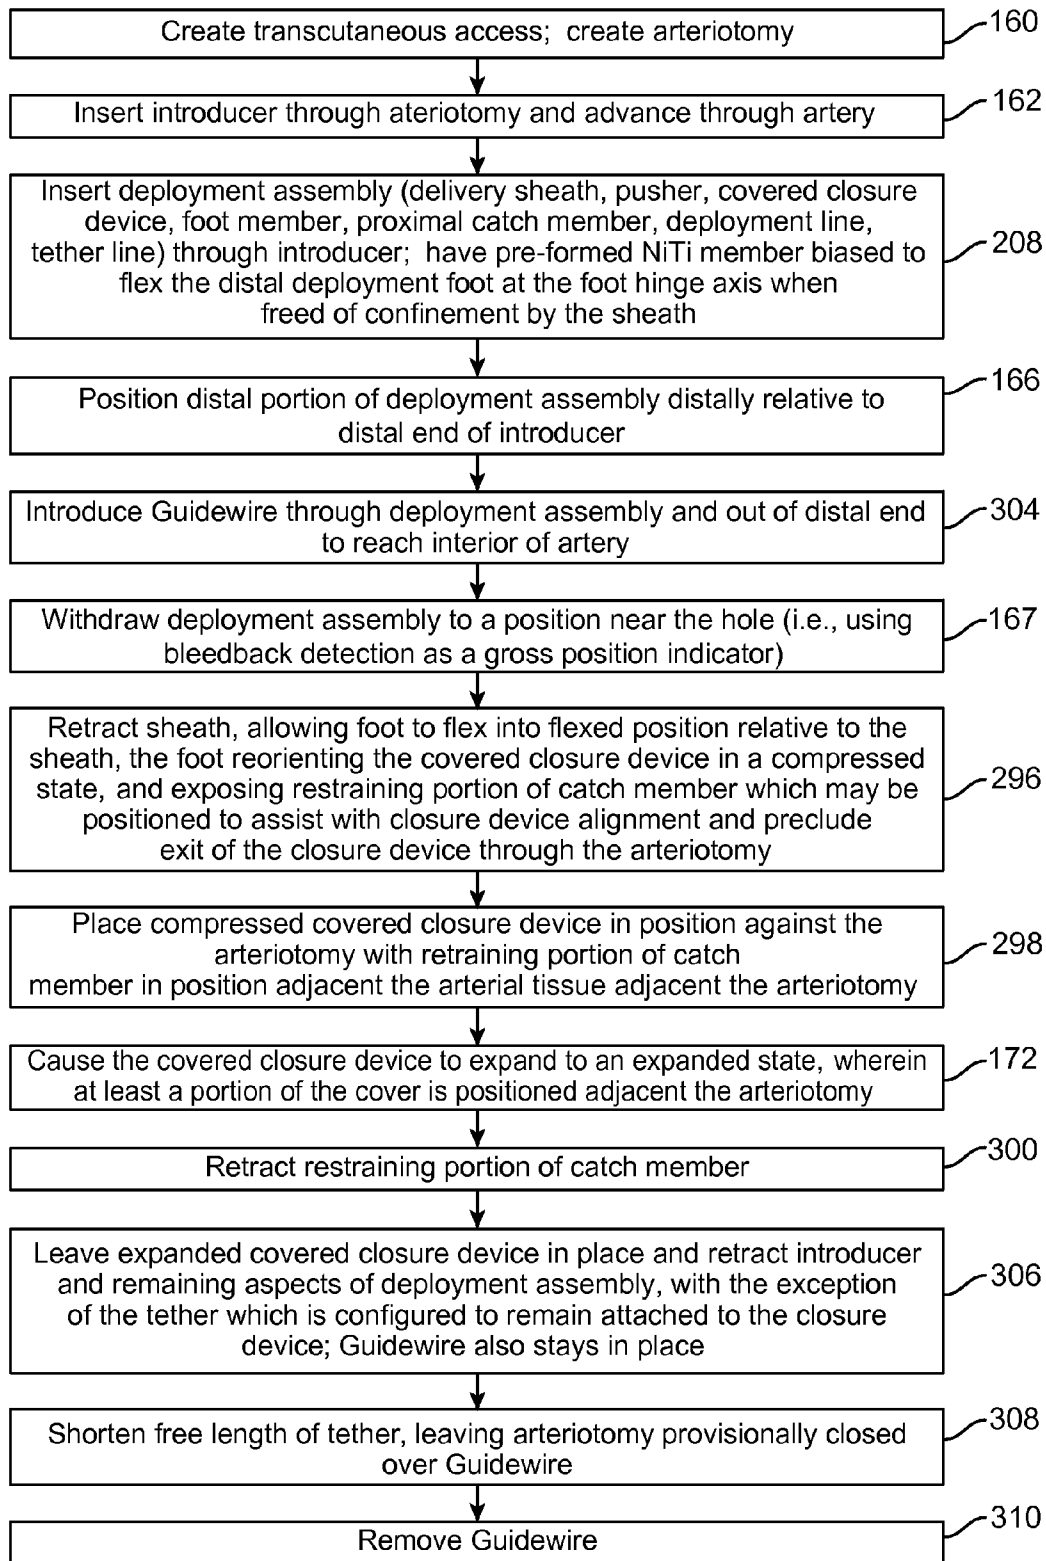 Create transcutaneous access;  create arteriotomy
160
Insert introducer through ateriotomy and advance through artery
162
Insert deployment assembly (delivery sheath, pusher, covered closure
device, foot member, proximal catch member, deployment line,
tether line) through introducer;  have pre-formed NiTi member biased to
flex the distal deployment foot at the foot hinge axis when
freed of confinement by the sheath
208
Position distal portion of deployment assembly distally relative to
distal end of introducer
166
Introduce Guidewire through deployment assembly and out of distal end
to reach interior of artery
304
Withdraw deployment assembly to a position near the hole (i.e., using
bleedback detection as a gross position indicator)
167
Retract sheath, allowing foot to flex into flexed position relative to the
sheath, the foot reorienting the covered closure device in a compressed
state, and exposing restraining portion of catch member which may be
positioned to assist with closure device alignment and preclude
exit of the closure device through the arteriotomy
296
Place compressed covered closure device in position against the
arteriotomy with retraining portion of catch
member in position adjacent the arterial tissue adjacent the arteriotomy
298
Cause the covered closure device to expand to an expanded state, wherein
at least a portion of the cover is positioned adjacent the arteriotomy
172
Retract restraining portion of catch member
300
Leave expanded covered closure device in place and retract introducer
and remaining aspects of deployment assembly, with the exception
of the tether which is configured to remain attached to the closure
device; Guidewire also stays in place
306
Shorten free length of tether, leaving arteriotomy provisionally closed
over Guidewire
308
Remove Guidewire
310